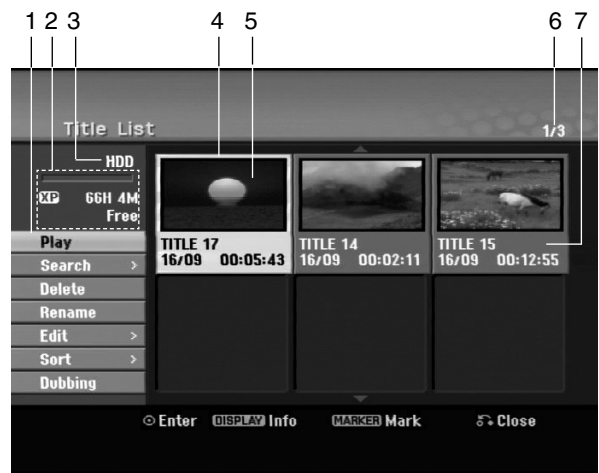 1 2 3 4 5 6 7
Title List
1/3
HDD
XP 66H 4M
Free
Play
Search >
Delete
Rename
Edit >
Sort >
Dubbing
TITLE 17
16/09 00:05:43
TITLE 14
16/09 00:02:11
TITLE 15
16/09 00:12:55
Enter DISPLAY Info MARKER Mark Close